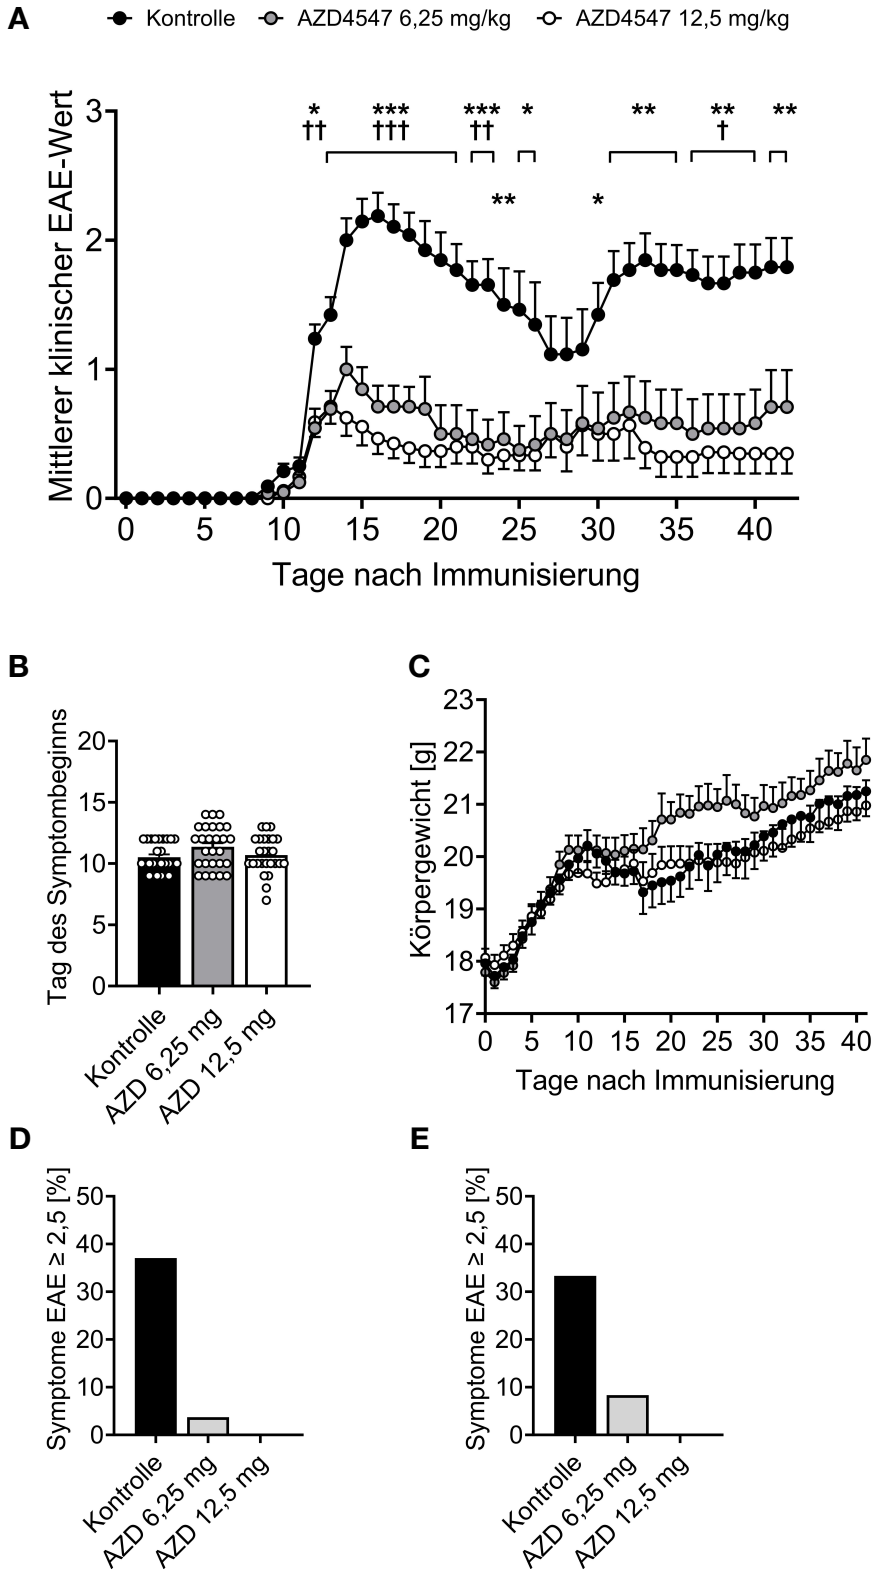 A
Kontrolle AZD4547 6,25 mg/kg AZD4547 12,5 mg/kg
Mittlerer klinischer EAE-Wert
3
2
1
0
* *** *** * ** ** **
†† ††† †† †
** *
0 5 10 15 20 25 30 35 40
Tage nach Immunisierung
B
Tag des Symptombeginns
20
15
10
5
0
Kontrolle
AZD 6,25 mg
AZD 12,5 mg
C
Körpergewicht [g]
23
22
21
20
19
18
17
0 5 10 15 20 25 30 35 40
Tage nach Immunisierung
D
Symptome EAE ≥ 2,5 [%]
50
40
30
20
10
0
Kontrolle
AZD 6,25 mg
AZD 12,5 mg
E
Symptome EAE ≥ 2,5 [%]
50
40
30
20
10
0
Kontrolle
AZD 6,25 mg
AZD 12,5 mg